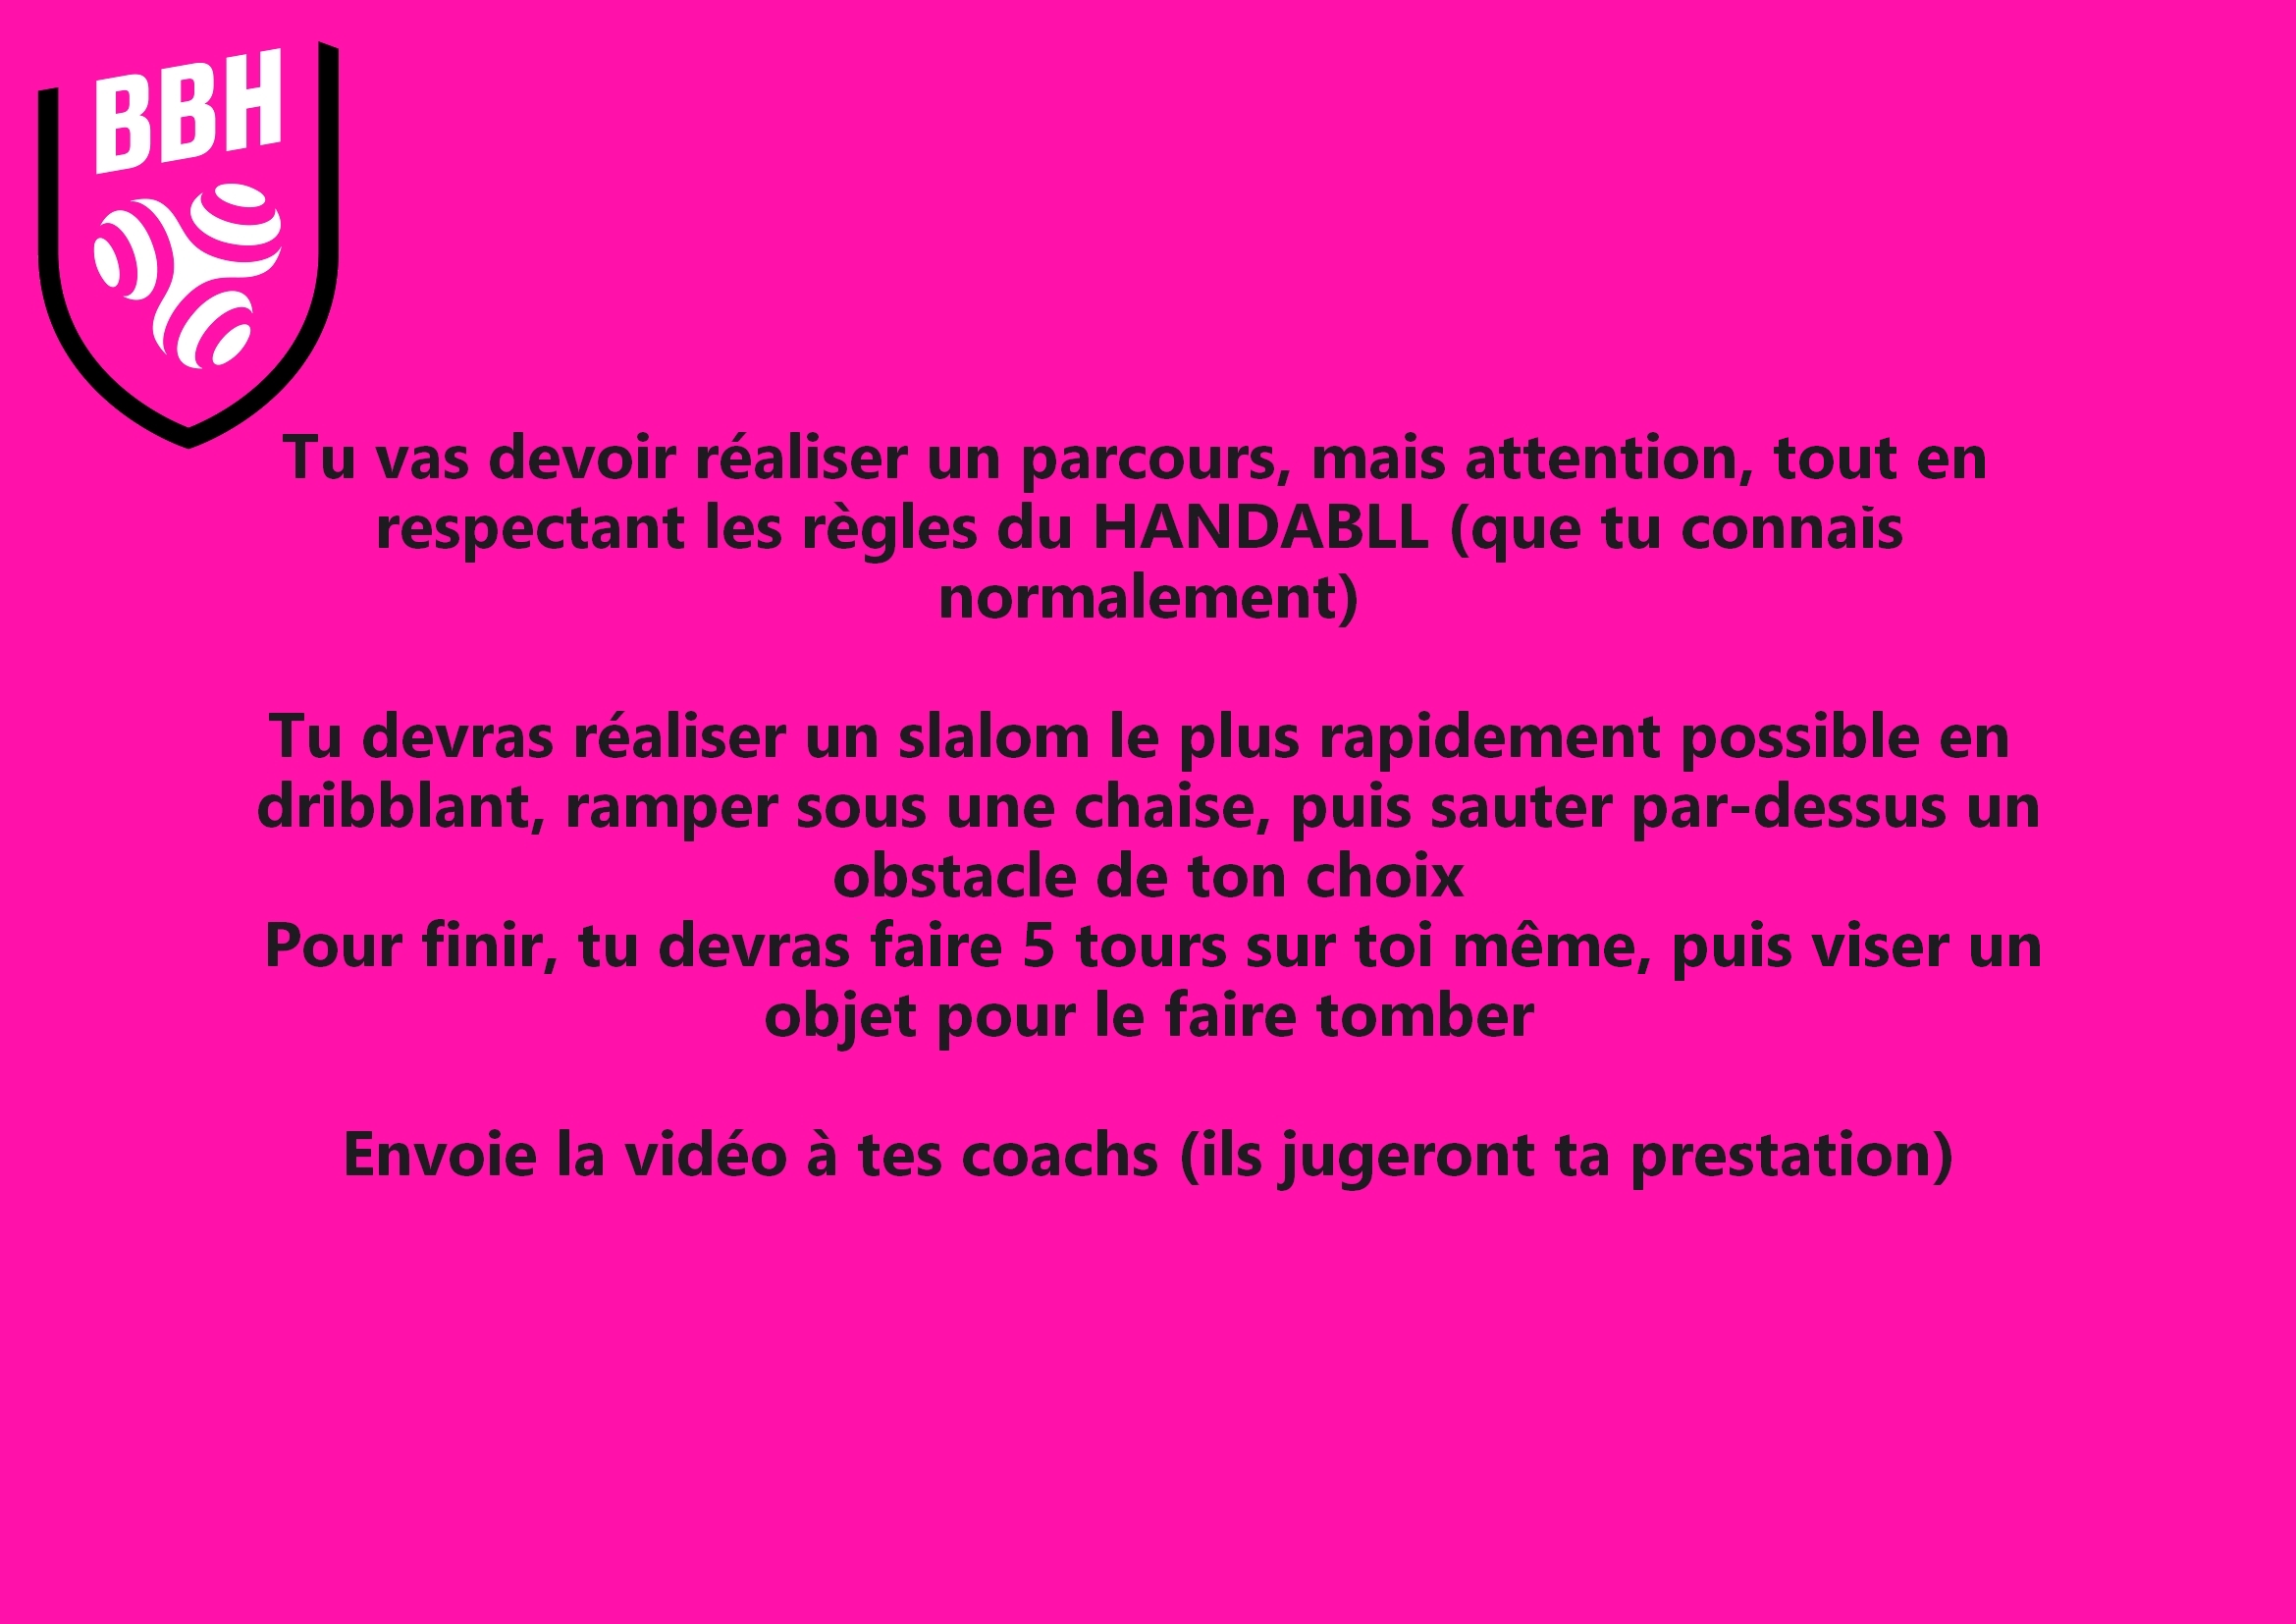 BBH
Tu vas devoir réaliser un parcours, mais attention, tout en
respectant les règles du HANDABLL (que tu connais
normalement)
Tu devras réaliser un slalom le plus rapidement possible en
dribblant, ramper sous une chaise, puis sauter par-dessus un
obstacle de ton choix
Pour finir, tu devras faire 5 tours sur toi même, puis viser un
objet pour le faire tomber
Envoie la vidéo à tes coachs (ils jugeront ta prestation)